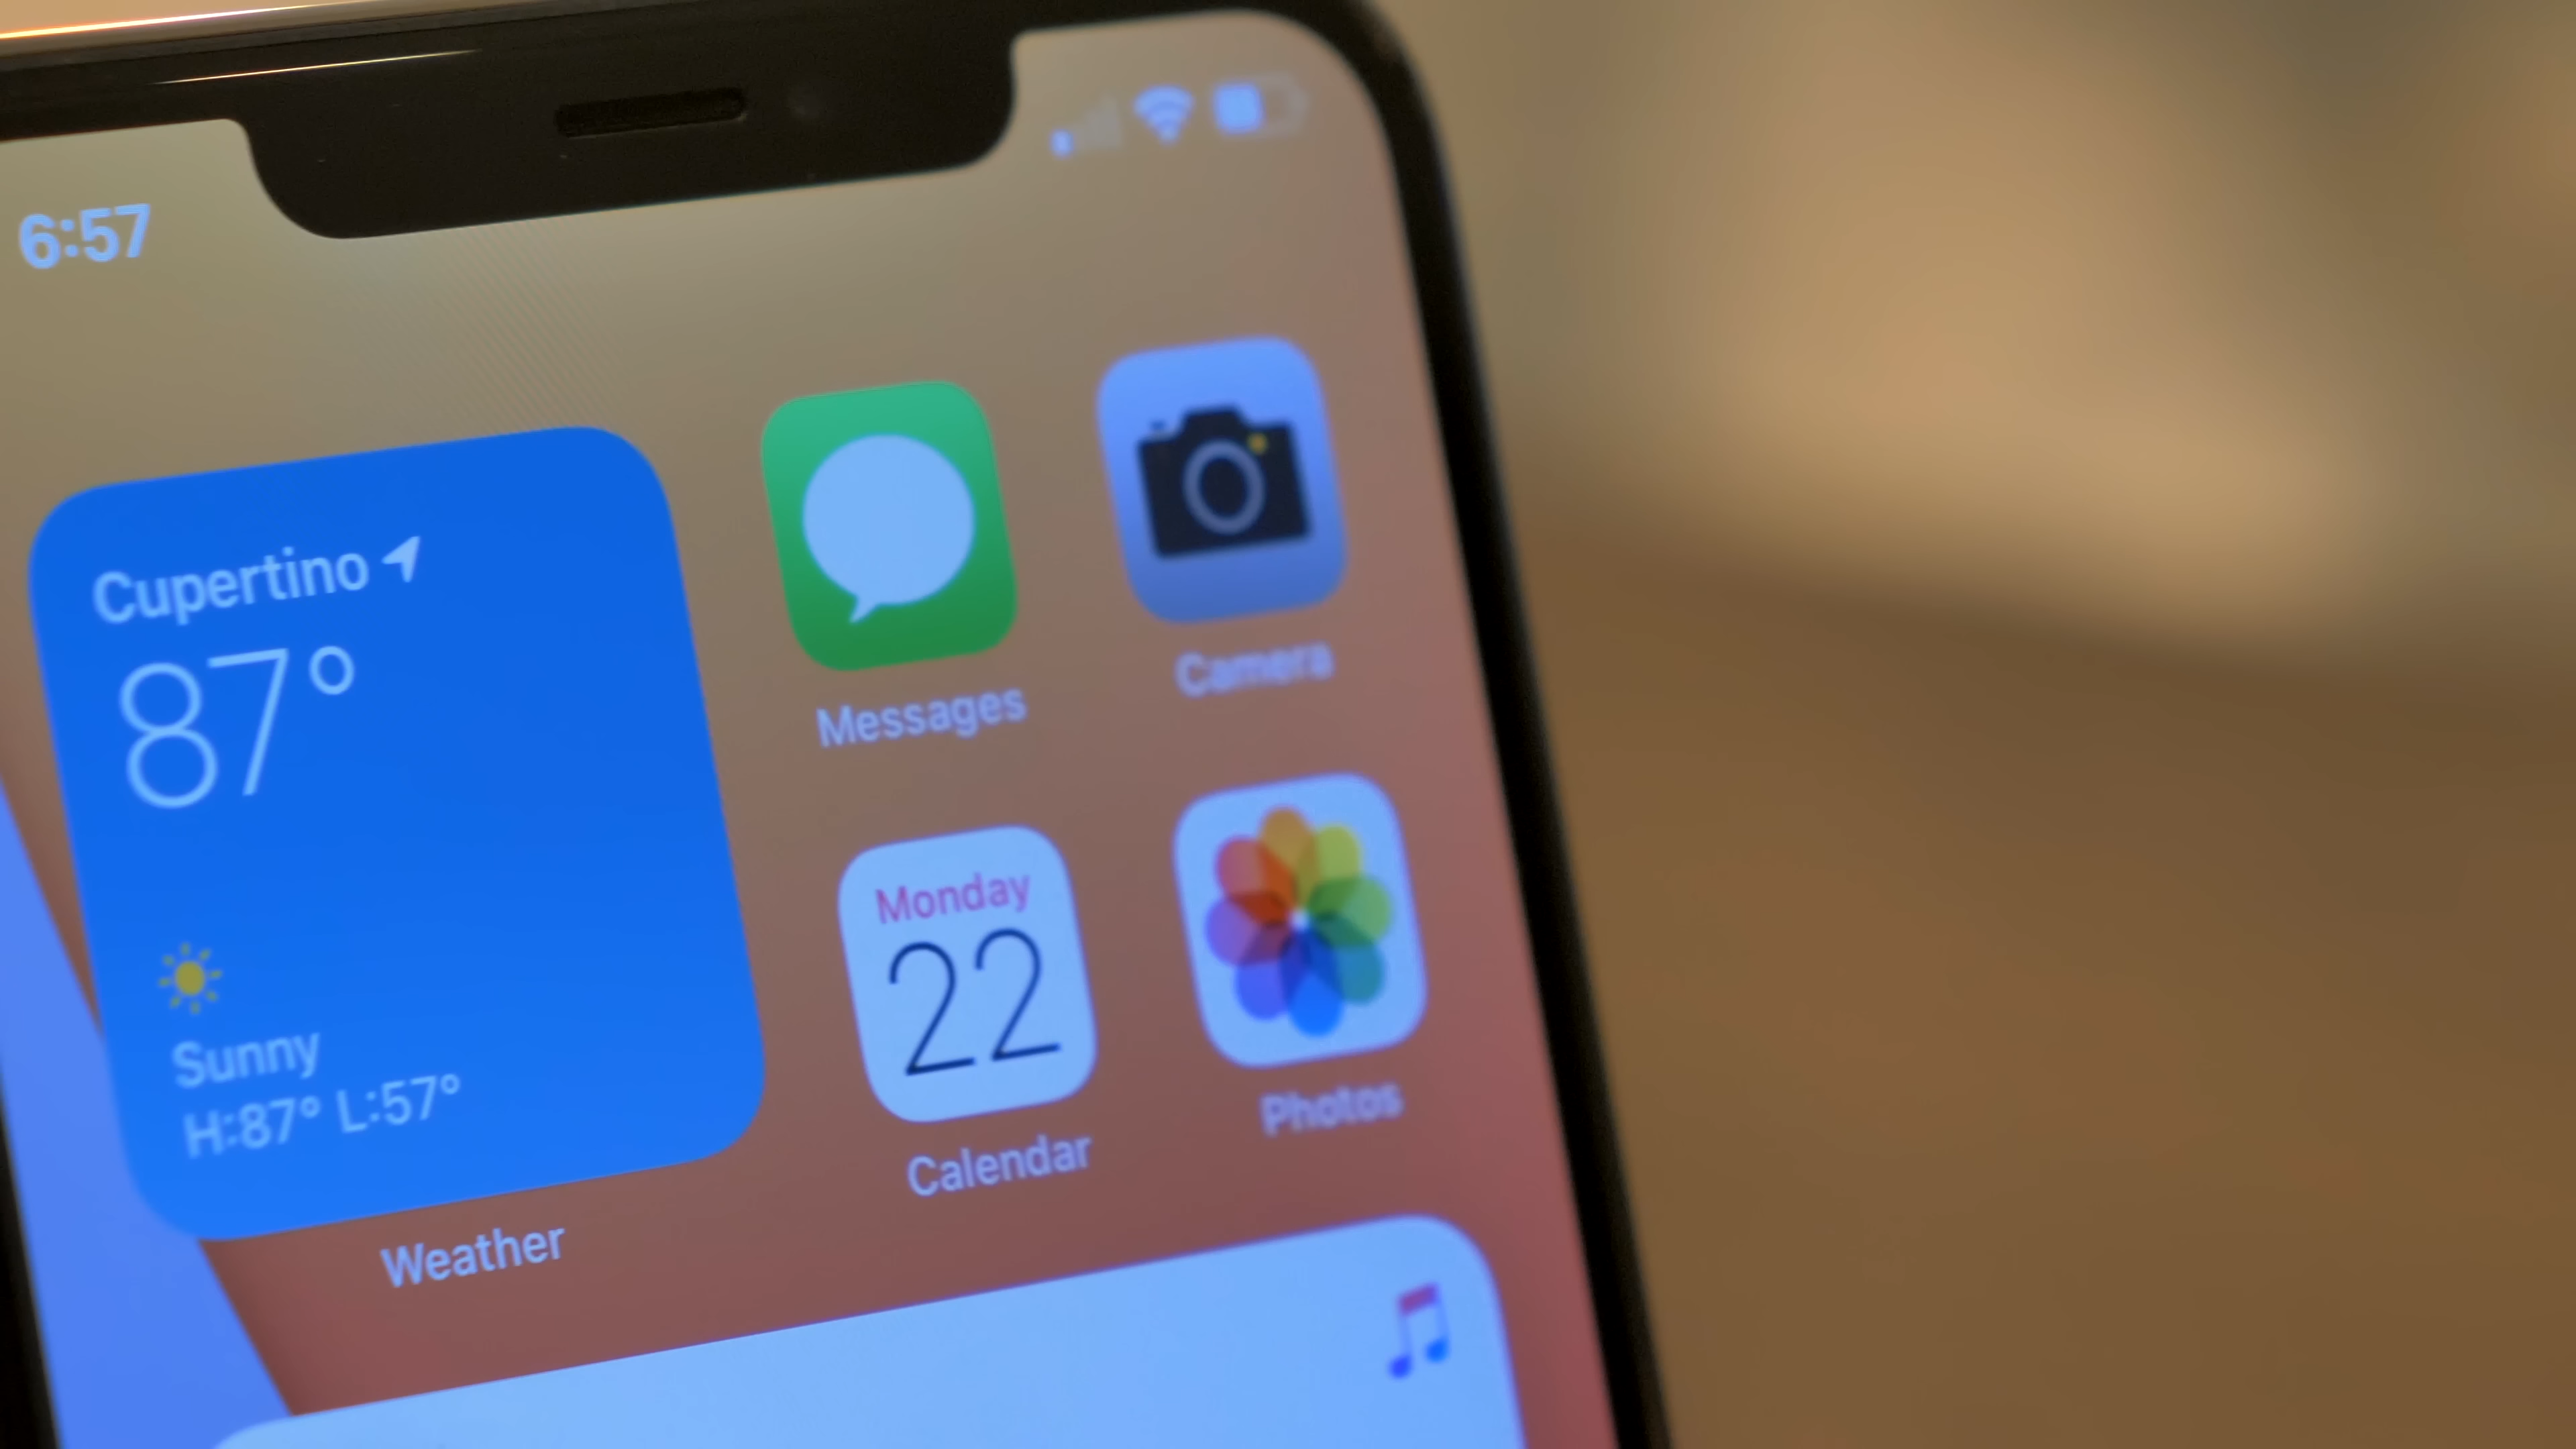 6:57
Cupertino
87°
Sunny
H:87° L:57°
Weather
Messages
Camera
Monday
22
Calendar
Photos